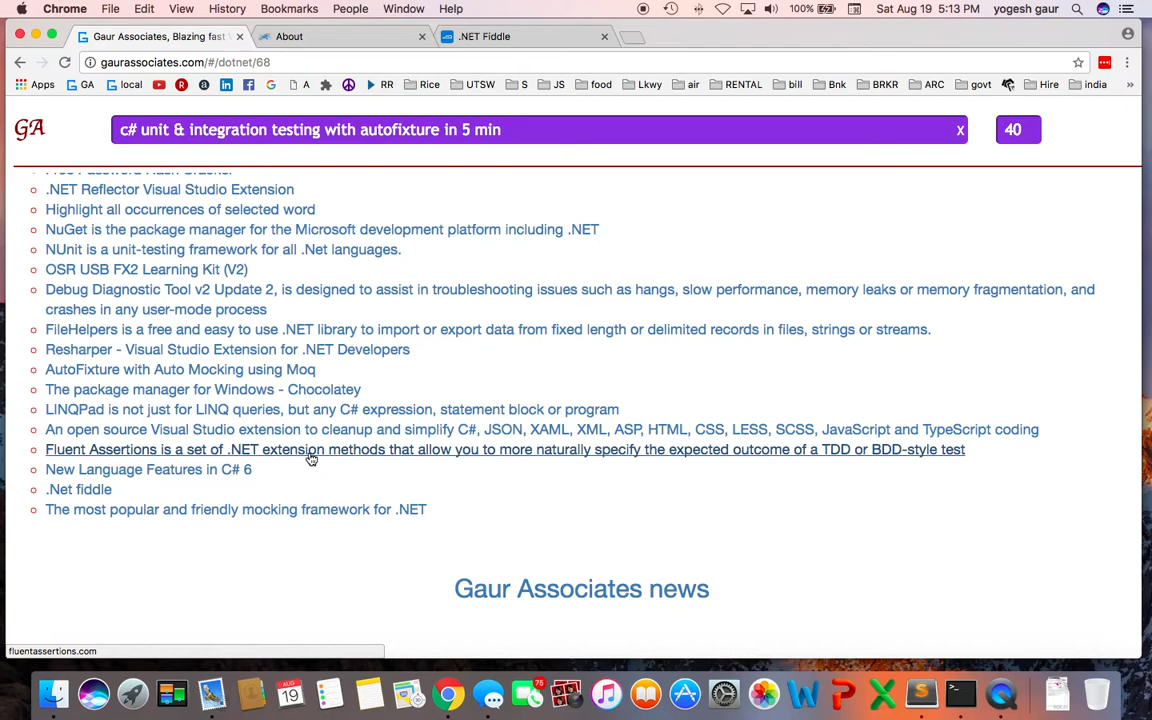 Chrome File Edit View History Bookmarks People Window Help 100% Sat Aug 19 5:13 PM yogesh gaur
Gaur Associates, Blazing fast About .NET Fiddle
gaurassociates.com/#/dotnet/68
Apps GA local RR Rice UTSW S JS food Lkwy air RENTAL bill Bnk BRKR ARC govt Hire india »
GA c# unit & integration testing with autofixture in 5 min x 40
.NET Reflector Visual Studio Extension
Highlight all occurrences of selected word
NuGet is the package manager for the Microsoft development platform including .NET
NUnit is a unit-testing framework for all .Net languages.
OSR USB FX2 Learning Kit (V2)
Debug Diagnostic Tool v2 Update 2, is designed to assist in troubleshooting issues such as hangs, slow performance, memory leaks or memory fragmentation, and
crashes in any user-mode process
FileHelpers is a free and easy to use .NET library to import or export data from fixed length or delimited records in files, strings or streams.
Resharper - Visual Studio Extension for .NET Developers
AutoFixture with Auto Mocking using Moq
The package manager for Windows - Chocolatey
LINQPad is not just for LINQ queries, but any C# expression, statement block or program
An open source Visual Studio extension to cleanup and simplify C#, JSON, XAML, XML, ASP, HTML, CSS, LESS, SCSS, JavaScript and TypeScript coding
Fluent Assertions is a set of .NET extension methods that allow you to more naturally specify the expected outcome of a TDD or BDD-style test
New Language Features in C# 6
.Net fiddle
The most popular and friendly mocking framework for .NET
Gaur Associates news
fluentassertions.com
AUG
19
75